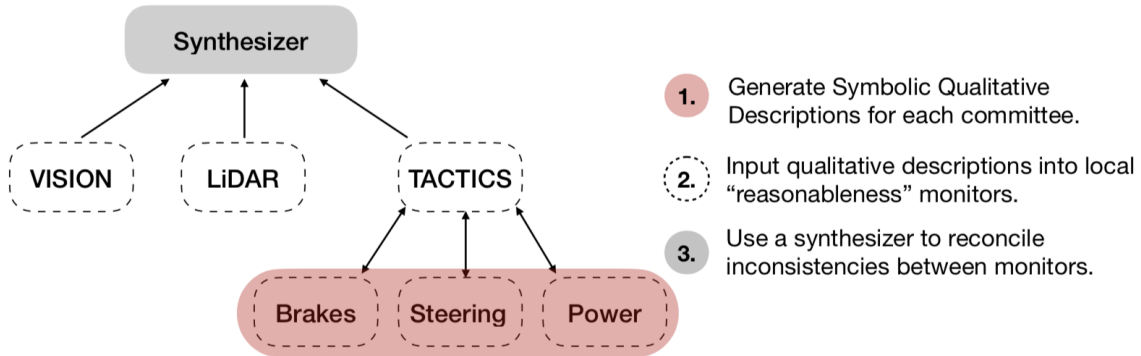 Synthesizer
VISION
LiDAR
TACTICS
Brakes
Steering
Power
1.
Generate Symbolic Qualitative
Descriptions for each committee.
2.
Input qualitative descriptions into local
“reasonableness” monitors.
3.
Use a synthesizer to reconcile
inconsistencies between monitors.